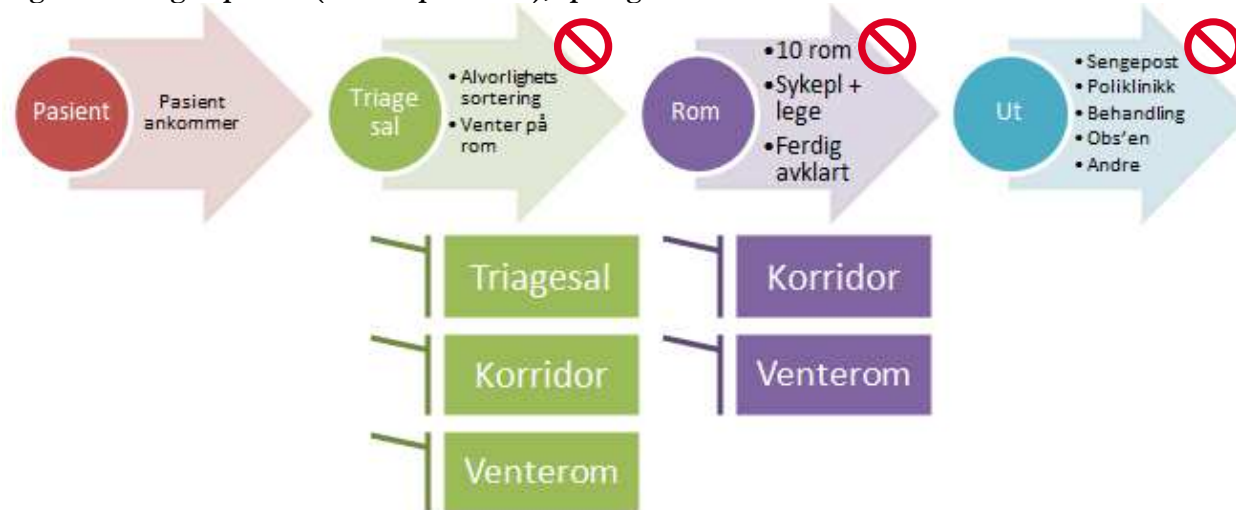 Pasient
Pasient
ankommer
Triage
sal
• Alvorlighets
sortering
• Venter på
rom
Rom
•10 rom
•Sykepl +
lege
•Ferdig
avklart
Ut
• Sengepost
• Poliklinikk
• Behandling
• Obs'en
• Andre
Triagesal
Korridor
Venterom
Korridor
Venterom